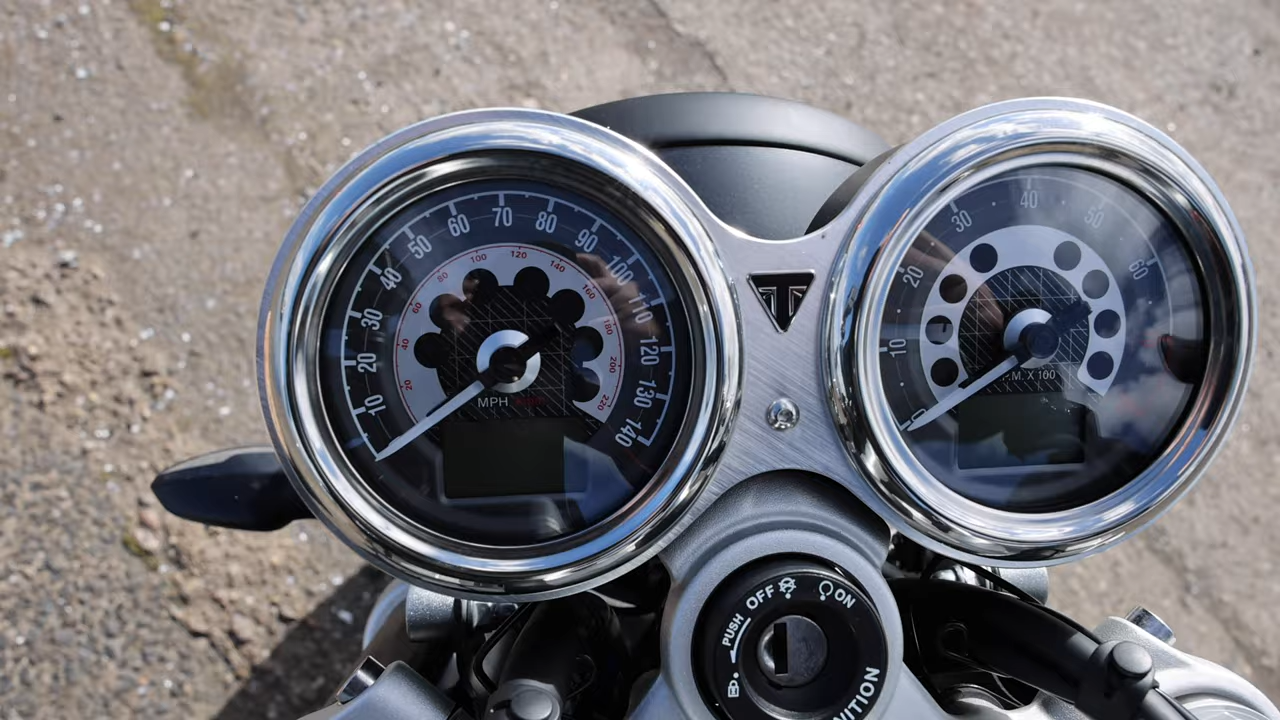 10 20 30 40 50 60 70 80 90 100 110 120 130 140
20 40 60 80 100 120 140 160 180 200 220
MPH
0 10 20 30 40 50 60
R.P.M. X 100
PUSH OFF ON